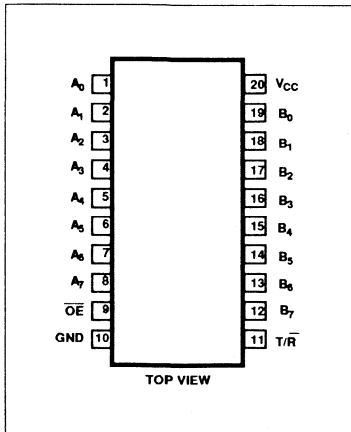 A₀ 1 20 V_CC
A₁ 2 19 B₀
A₂ 3 18 B₁
A₃ 4 17 B₂
A₄ 5 16 B₃
A₅ 6 15 B₄
A₆ 7 14 B₅
A₇ 8 13 B₆
O̅E̅ 9 12 B₇
GND 10 11 T/R̅
TOP VIEW